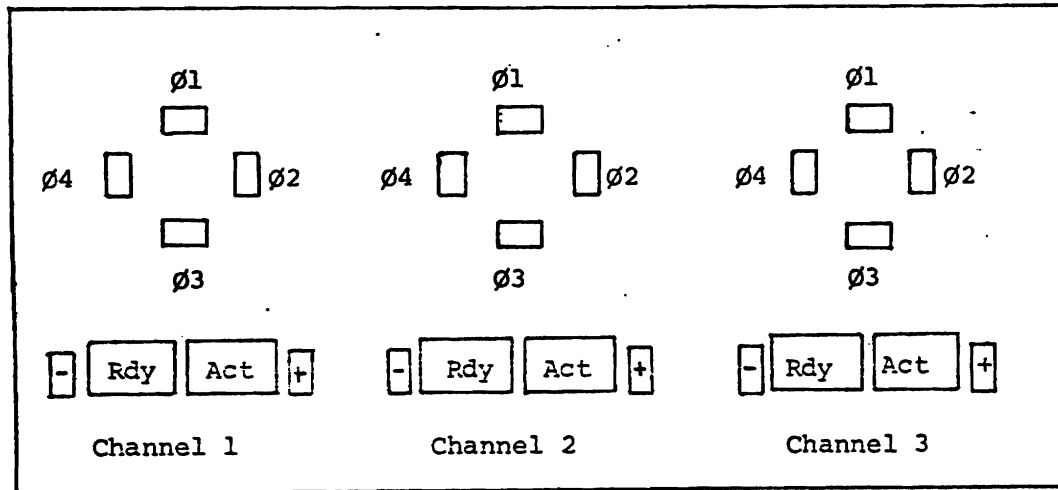 Ø1 Ø1 Ø1
Ø4 Ø2 Ø4 Ø2 Ø4 Ø2
Ø3 Ø3 Ø3
- Rdy Act + - Rdy Act + - Rdy Act +
Channel 1 Channel 2 Channel 3